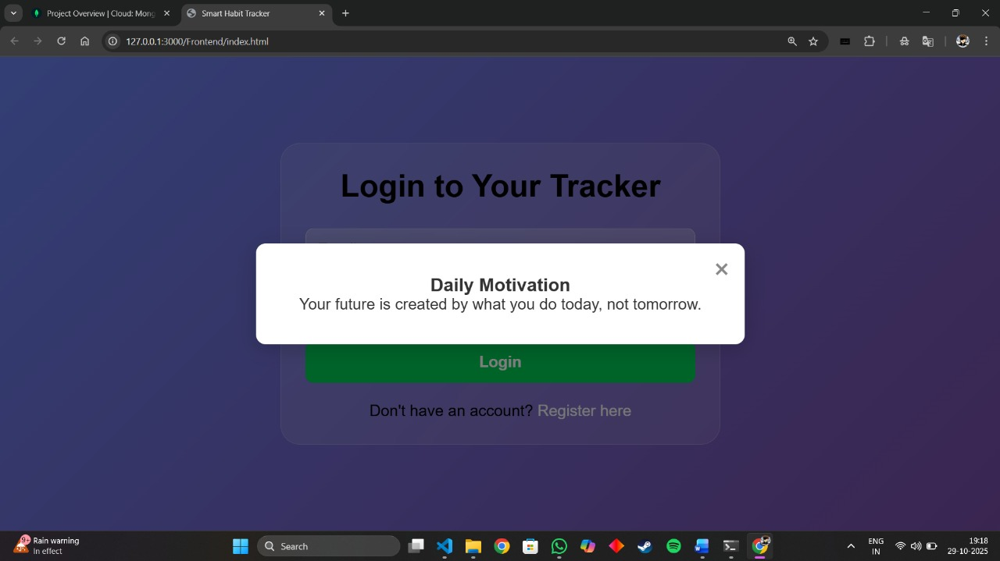 Project Overview | Cloud: Mong
Smart Habit Tracker
127.0.0.1:3000/Frontend/index.html
Login to Your Tracker
Daily Motivation
Your future is created by what you do today, not tomorrow.
Login
Don't have an account? Register here
9+
Rain warning
In effect
Search
ENG
IN
19:18
29-10-2025